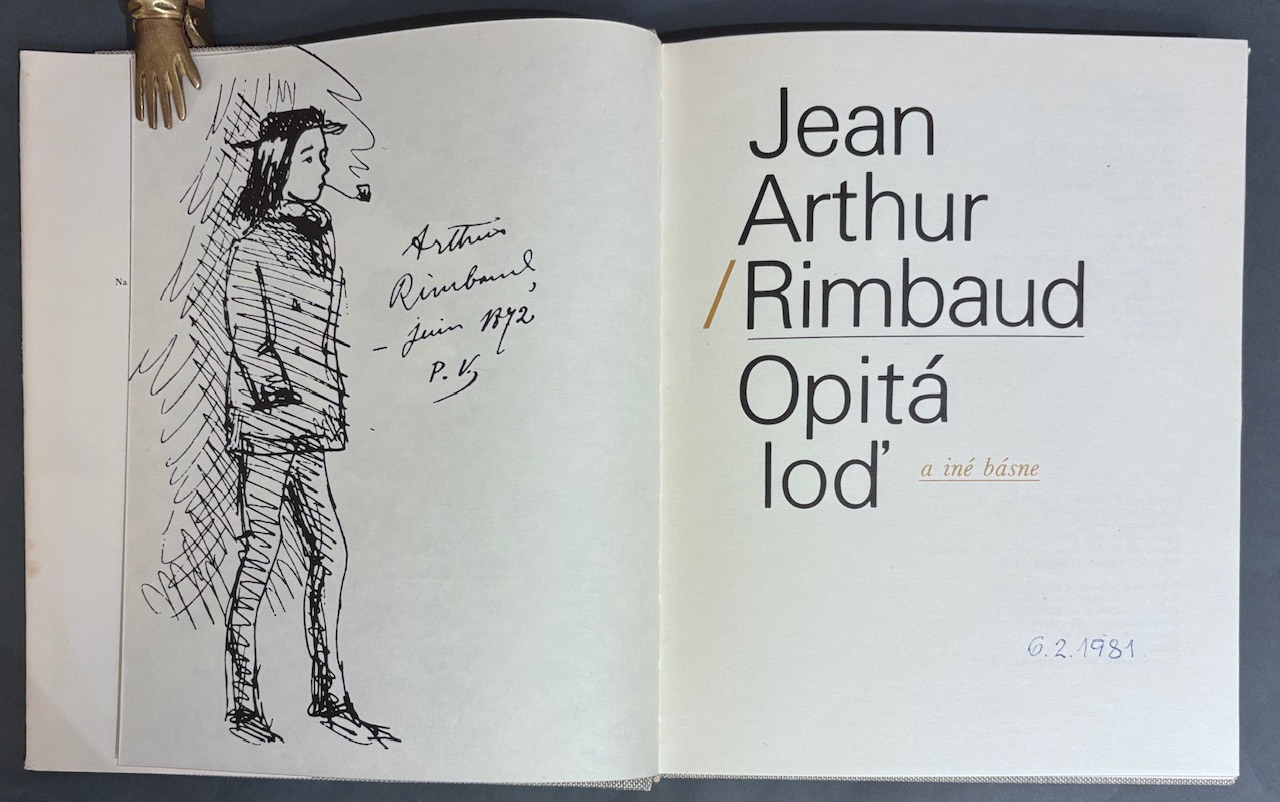 Na
Arthur
Rimbaud,
– juin 1872
P. V.
Jean
Arthur
/Rimbaud
Opitá
loď a iné básne
6.2.1981.